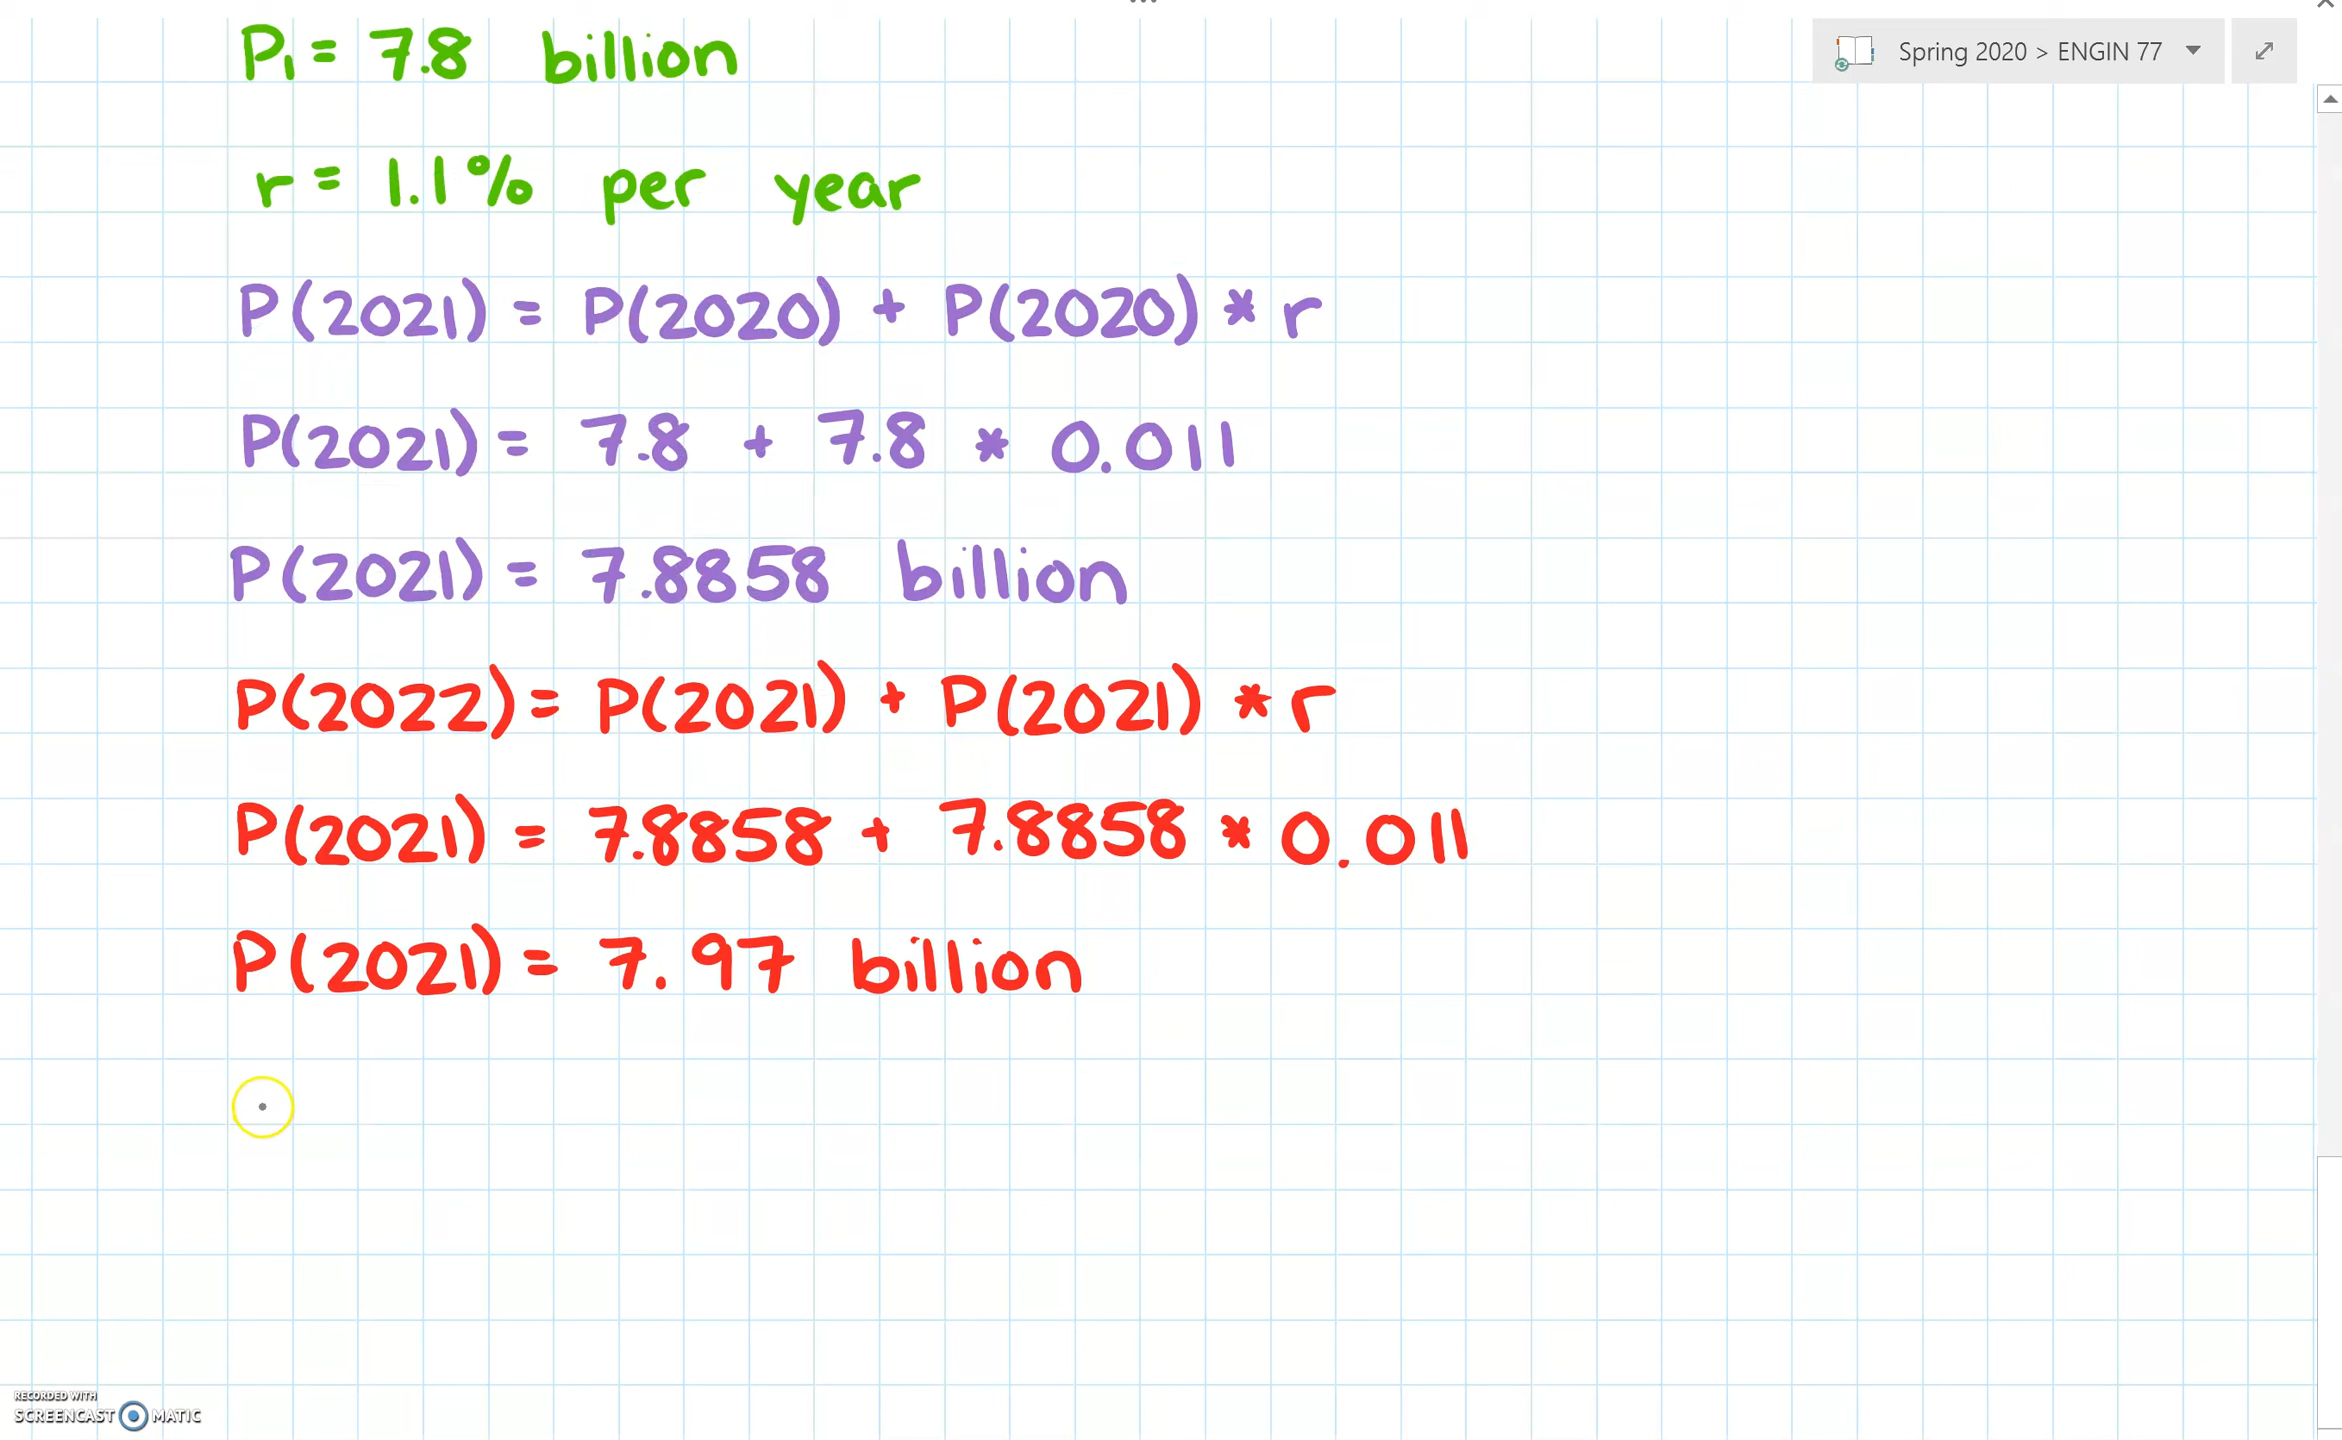 P₁ = 7.8 billion
Spring 2020 > ENGIN 77
r = 1.1% per year
P(2021) = P(2020) + P(2020) * r
P(2021) = 7.8 + 7.8 * 0.011
P(2021) = 7.8858 billion
P(2022) = P(2021) + P(2021) * r
P(2021) = 7.8858 + 7.8858 * 0.011
P(2021) = 7.97 billion
RECORDED WITH
SCREENCAST MATIC